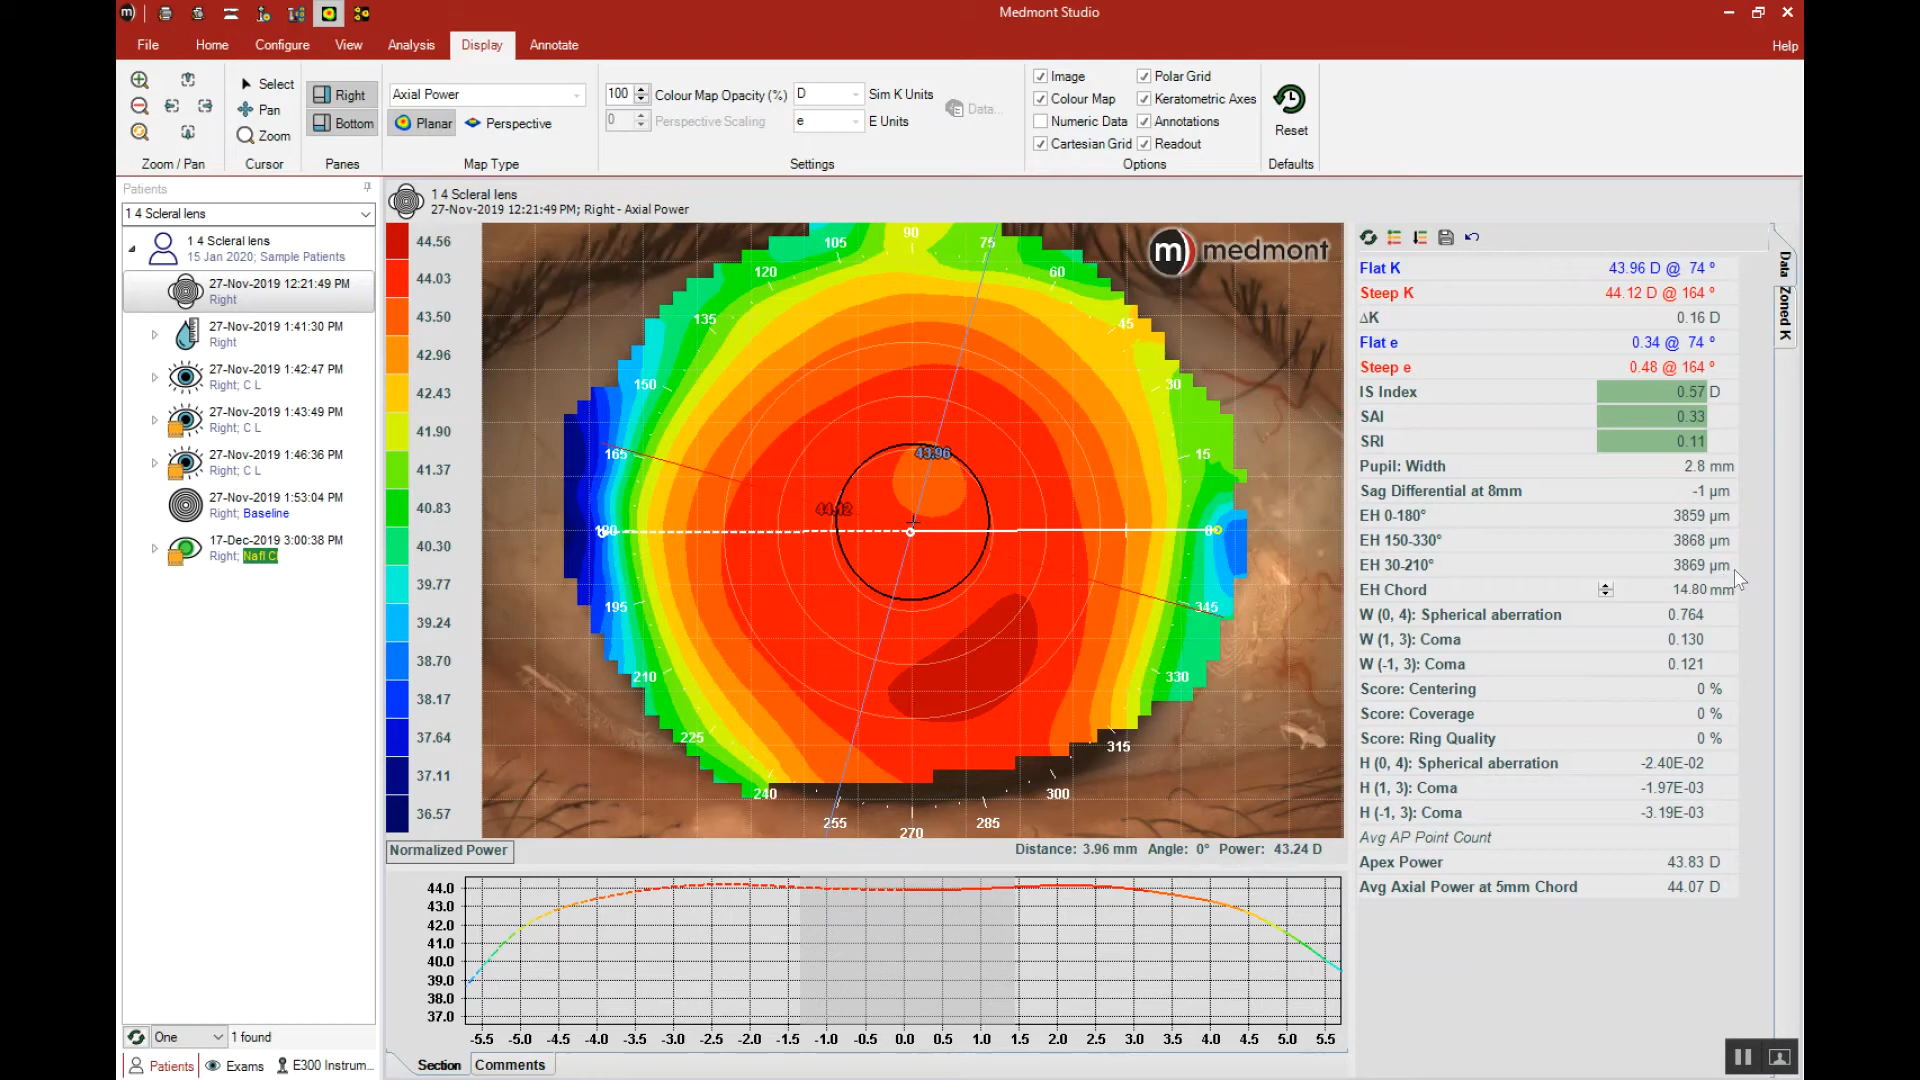 Medmont Studio
File Home Configure View Analysis Display Annotate Help
Select
Pan
Zoom
Right
Bottom
Axial Power
Planar Perspective
100 Colour Map Opacity (%)
0 Perspective Scaling
D Sim K Units
e E Units
Data...
Image Polar Grid
Colour Map Keratometric Axes
Numeric Data Annotations
Cartesian Grid Readout
Reset
Zoom / Pan Cursor Panes Map Type Settings Options Defaults
Patients
1 4 Scleral lens
1 4 Scleral lens
15 Jan 2020; Sample Patients
27-Nov-2019 12:21:49 PM
Right
27-Nov-2019 1:41:30 PM
Right
27-Nov-2019 1:42:47 PM
Right; C L
27-Nov-2019 1:43:49 PM
Right; C L
27-Nov-2019 1:46:36 PM
Right; C L
27-Nov-2019 1:53:04 PM
Right; Baseline
17-Dec-2019 3:00:38 PM
Right; Nafl Cl
One 1 found
Patients Exams E300 Instrum...
1 4 Scleral lens
27-Nov-2019 12:21:49 PM; Right - Axial Power
44.56
44.03
43.50
42.96
42.43
41.90
41.37
40.83
40.30
39.77
39.24
38.70
38.17
37.64
37.11
36.57
m medmont
90
105 75
120 60
135 45
150 30
165 15
180 0
195 345
210 330
225 315
240 300
255 285
270
43.96
44.12
Normalized Power
Distance: 3.96 mm Angle: 0° Power: 43.24 D
44.0
43.0
42.0
41.0
40.0
39.0
38.0
37.0
-5.5 -5.0 -4.5 -4.0 -3.5 -3.0 -2.5 -2.0 -1.5 -1.0 -0.5 0.0 0.5 1.0 1.5 2.0 2.5 3.0 3.5 4.0 4.5 5.0 5.5
Section Comments
Data
Zoned K
Flat K 43.96 D @ 74 °
Steep K 44.12 D @ 164 °
ΔK 0.16 D
Flat e 0.34 @ 74 °
Steep e 0.48 @ 164 °
IS Index 0.57 D
SAI 0.33
SRI 0.11
Pupil: Width 2.8 mm
Sag Differential at 8mm -1 µm
EH 0-180° 3859 µm
EH 150-330° 3868 µm
EH 30-210° 3869 µm
EH Chord 14.80 mm
W (0, 4): Spherical aberration 0.764
W (1, 3): Coma 0.130
W (-1, 3): Coma 0.121
Score: Centering 0 %
Score: Coverage 0 %
Score: Ring Quality 0 %
H (0, 4): Spherical aberration -2.40E-02
H (1, 3): Coma -1.97E-03
H (-1, 3): Coma -3.19E-03
Avg AP Point Count
Apex Power 43.83 D
Avg Axial Power at 5mm Chord 44.07 D